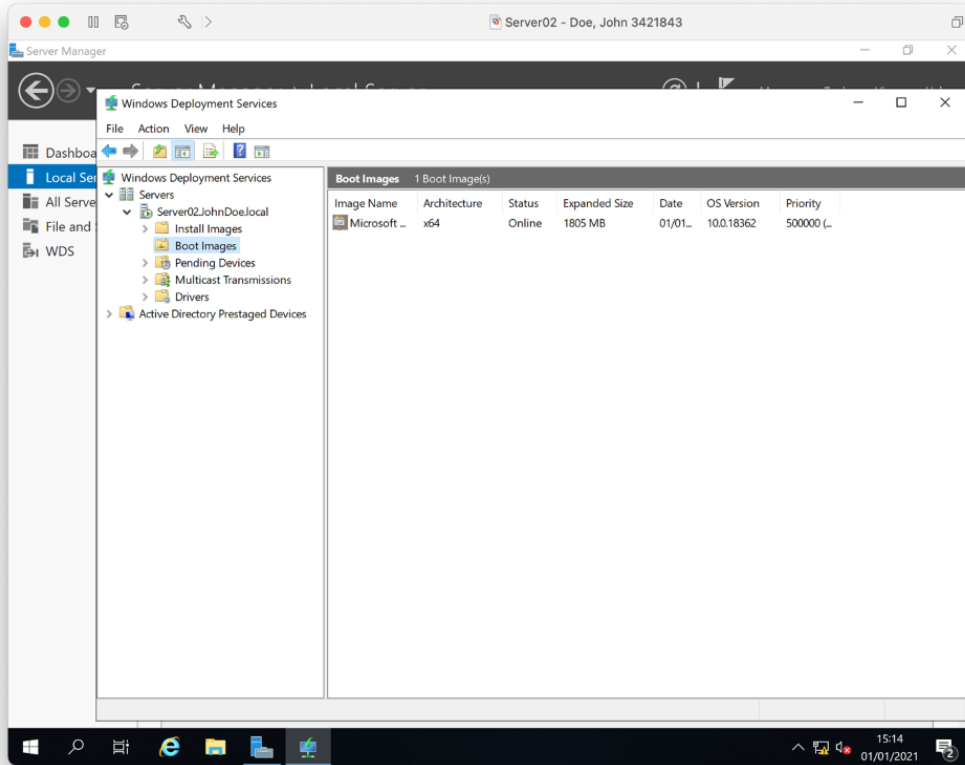 Server02 - Doe, John 3421843
Server Manager
Windows Deployment Services
File Action View Help
Dashboa
Local Ser
All Serve
File and
WDS
Windows Deployment Services
Servers
Server02.JohnDoe.local
Install Images
Boot Images
Pending Devices
Multicast Transmissions
Drivers
Active Directory Prestaged Devices
Boot Images 1 Boot Image(s)
Image Name Architecture Status Expanded Size Date OS Version Priority
Microsoft ... x64 Online 1805 MB 01/01... 10.0.18362 500000 (...
15:14
01/01/2021
2